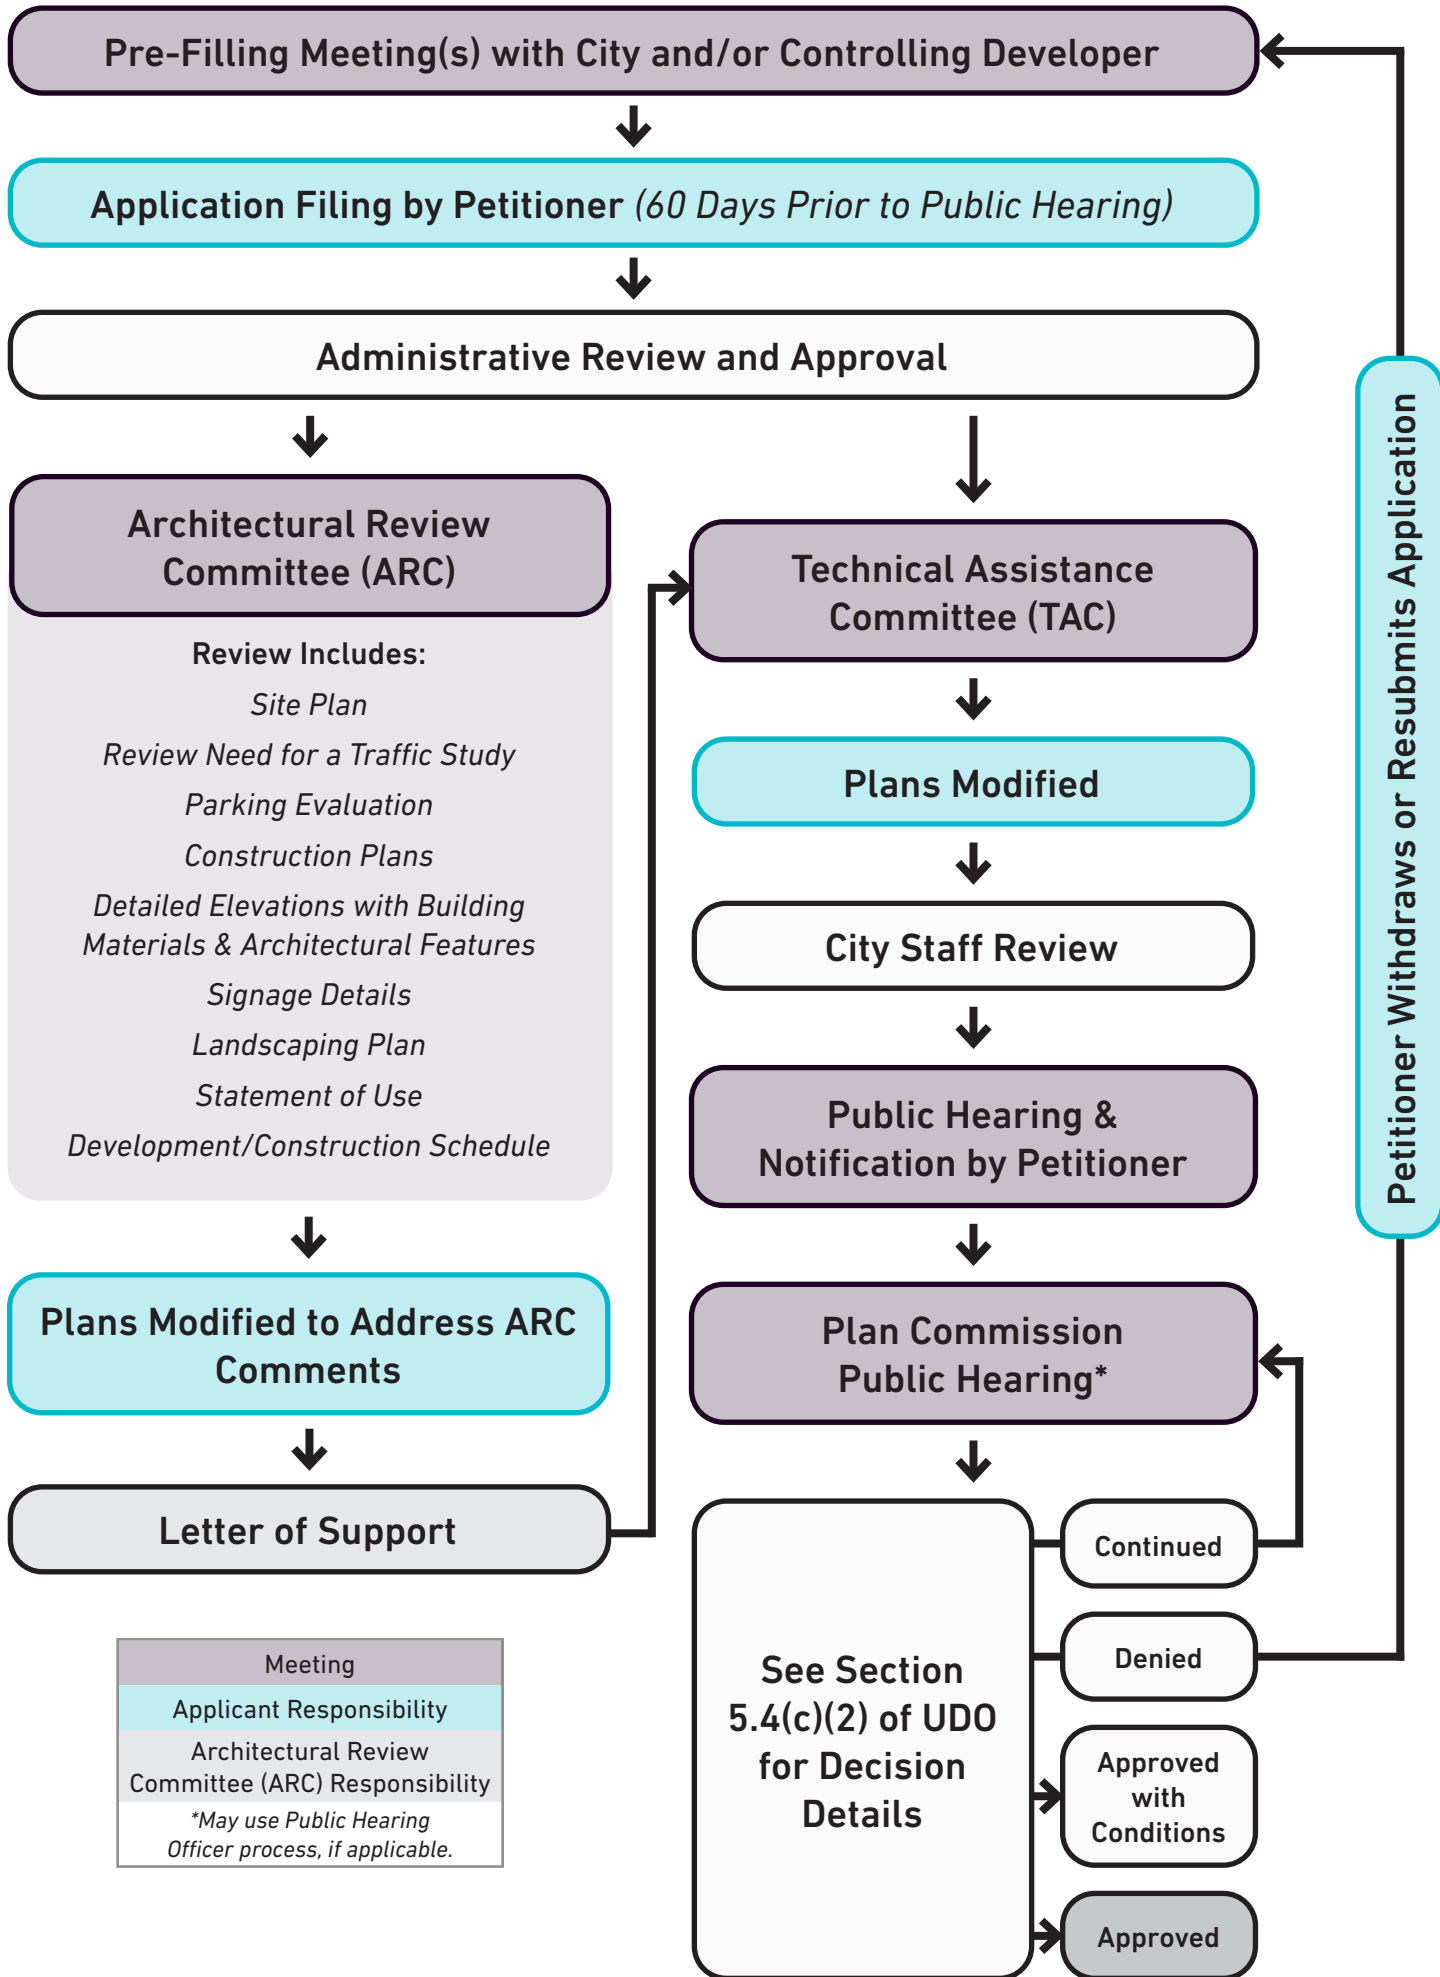 Pre-Filling Meeting(s) with City and/or Controlling Developer
Application Filing by Petitioner (60 Days Prior to Public Hearing)
Administrative Review and Approval
Architectural Review
Committee (ARC)
Review Includes:
Site Plan
Review Need for a Traffic Study
Parking Evaluation
Construction Plans
Detailed Elevations with Building
Materials & Architectural Features
Signage Details
Landscaping Plan
Statement of Use
Development/Construction Schedule
Plans Modified to Address ARC
Comments
Letter of Support
Technical Assistance
Committee (TAC)
Plans Modified
City Staff Review
Public Hearing &
Notification by Petitioner
Plan Commission
Public Hearing*
See Section
5.4(c)(2) of UDO
for Decision
Details
Continued
Denied
Approved
with
Conditions
Approved
Petitioner Withdraws or Resubmits Application
Meeting
Applicant Responsibility
Architectural Review
Committee (ARC) Responsibility
*May use Public Hearing
Officer process, if applicable.